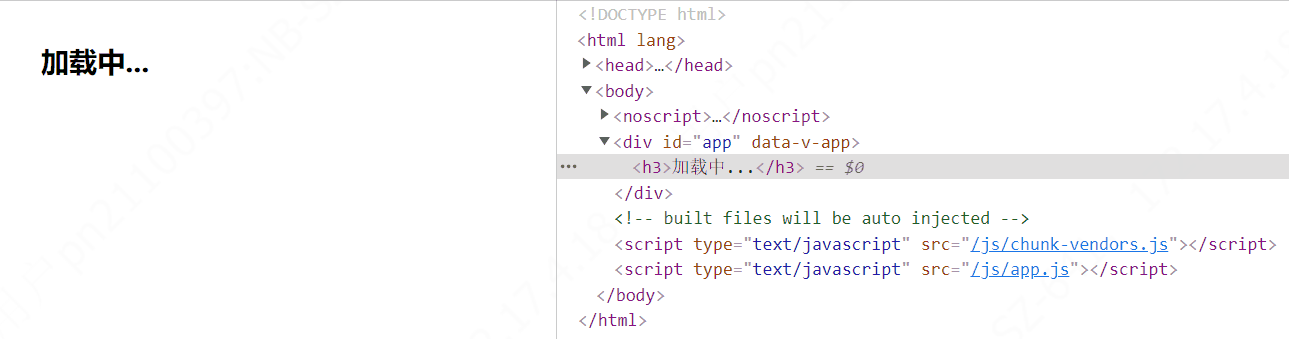 加载中...
<!DOCTYPE html>
<html lang>
<head>…</head>
<body>
<noscript>…</noscript>
<div id="app" data-v-app>
<h3>加载中...</h3> == $0
</div>
<!-- built files will be auto injected -->
<script type="text/javascript" src="/js/chunk-vendors.js"></script>
<script type="text/javascript" src="/js/app.js"></script>
</body>
</html>